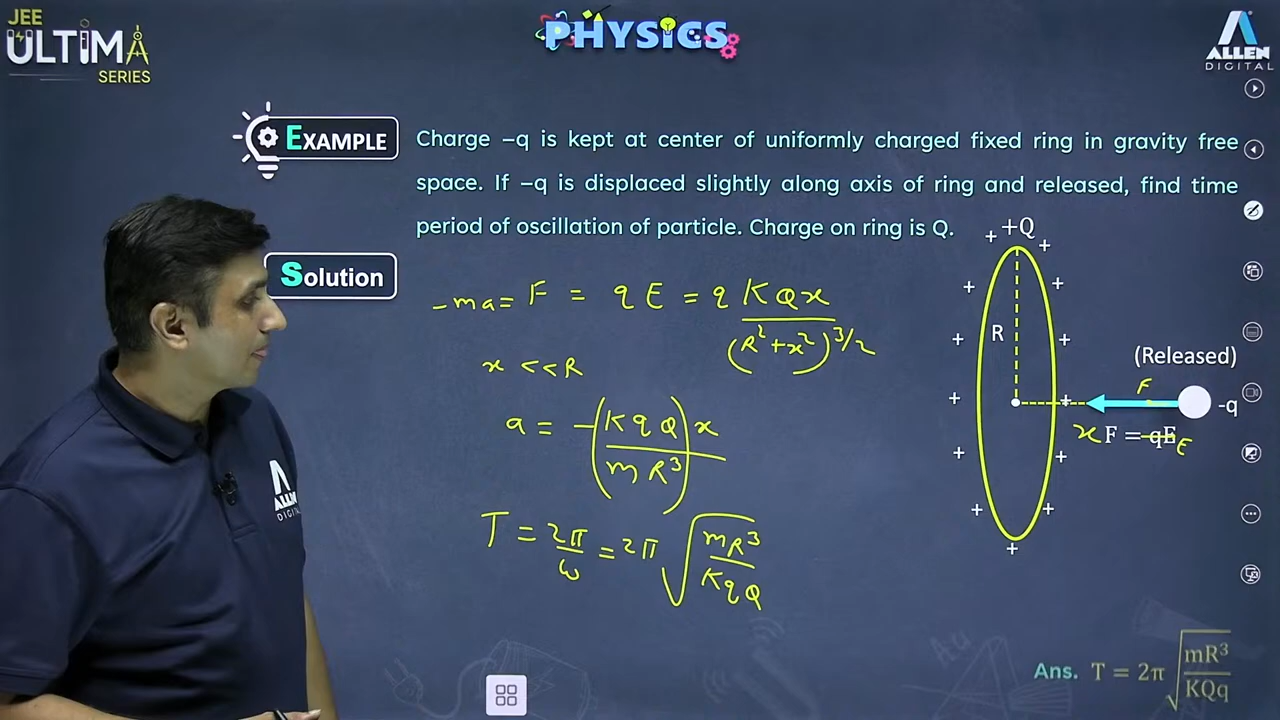 JEE
ULTIMA
SERIES
PHYSICS
ALLEN
DIGITAL
EXAMPLE
Charge –q is kept at center of uniformly charged fixed ring in gravity free
space. If –q is displaced slightly along axis of ring and released, find time
period of oscillation of particle. Charge on ring is Q.
Solution
-ma = F = qE = q KQx / (R²+x²)^3/2
x << R
a = -(KqQ / mR³) x
T = 2π/ω = 2π √(mR³ / KqQ)
+Q
R
(Released)
F
-q
x F = qE E
ALLEN
Ans. T = 2π √(mR³ / KQq)